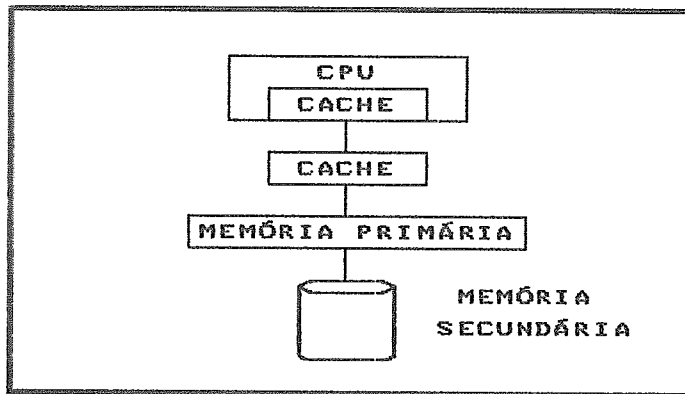 CPU
CACHE
CACHE
MEMÓRIA PRIMÁRIA
MEMÓRIA
SECUNDÁRIA